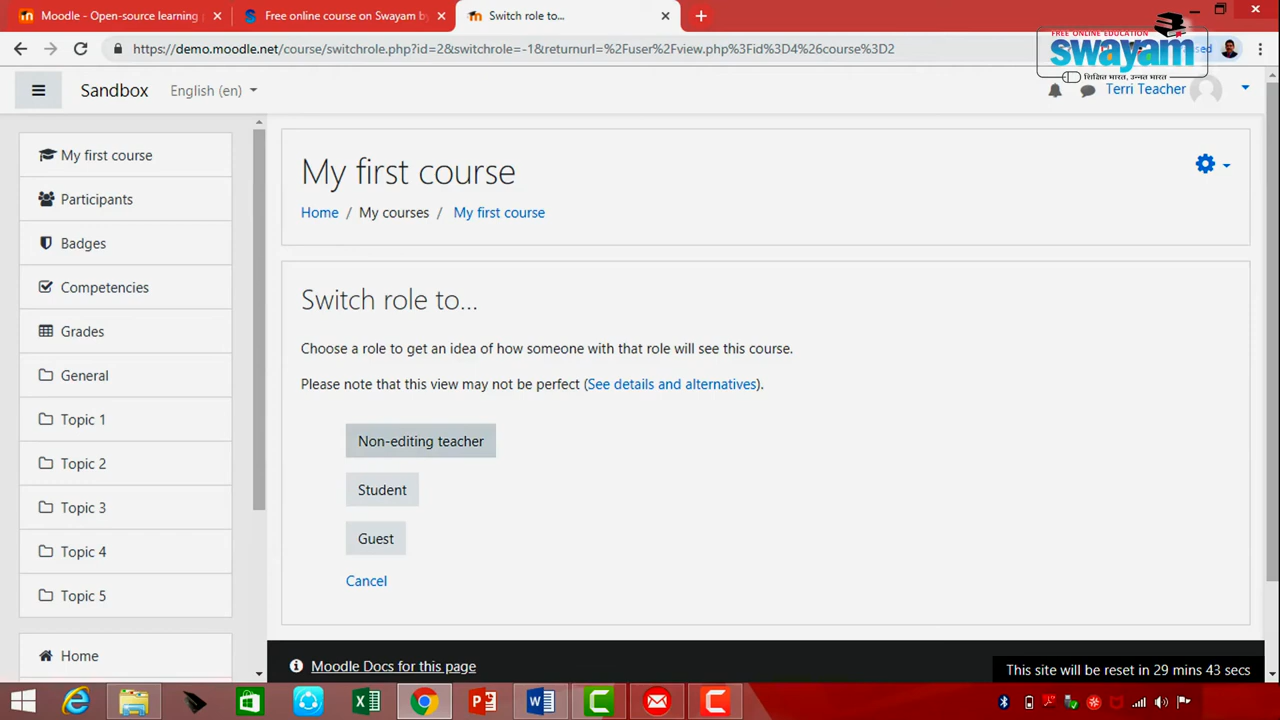 Moodle - Open-source learning
Free online course on Swayam by
Switch role to...
https://demo.moodle.net/course/switchrole.php?id=2&switchrole=-1&returnurl=%2Fuser%2Fview.php%3Fid%3D4%26course%3D2
FREE ONLINE EDUCATION
swayam
शिक्षित भारत, उन्नत भारत
Sandbox
English (en)
Terri Teacher
My first course
Participants
Badges
Competencies
Grades
General
Topic 1
Topic 2
Topic 3
Topic 4
Topic 5
Home
My first course
Home / My courses / My first course
Switch role to...
Choose a role to get an idea of how someone with that role will see this course.
Please note that this view may not be perfect (See details and alternatives).
Non-editing teacher
Student
Guest
Cancel
Moodle Docs for this page
This site will be reset in 29 mins 43 secs